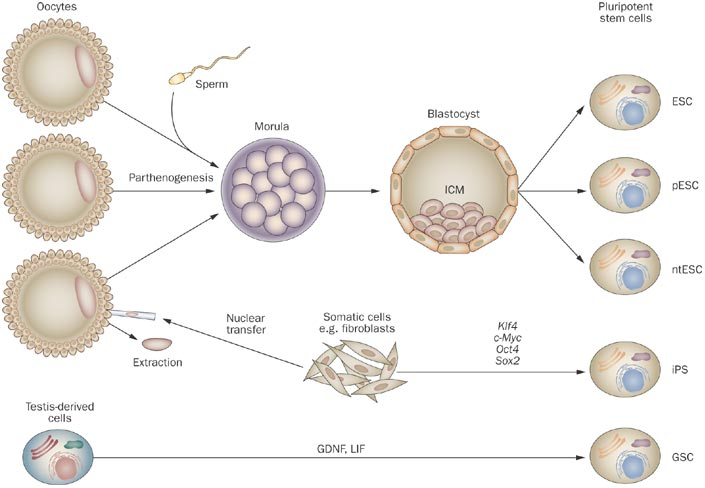 Oocytes
Pluripotent
stem cells
Sperm
ESC
Blastocyst
Morula
Parthenogenesis
ICM
pESC
ntESC
Nuclear
transfer
Somatic cells
e.g. fibroblasts
Klf4
c-Myc
Oct4
Sox2
Extraction
iPS
Testis-derived
cells
GDNF, LIF
GSC